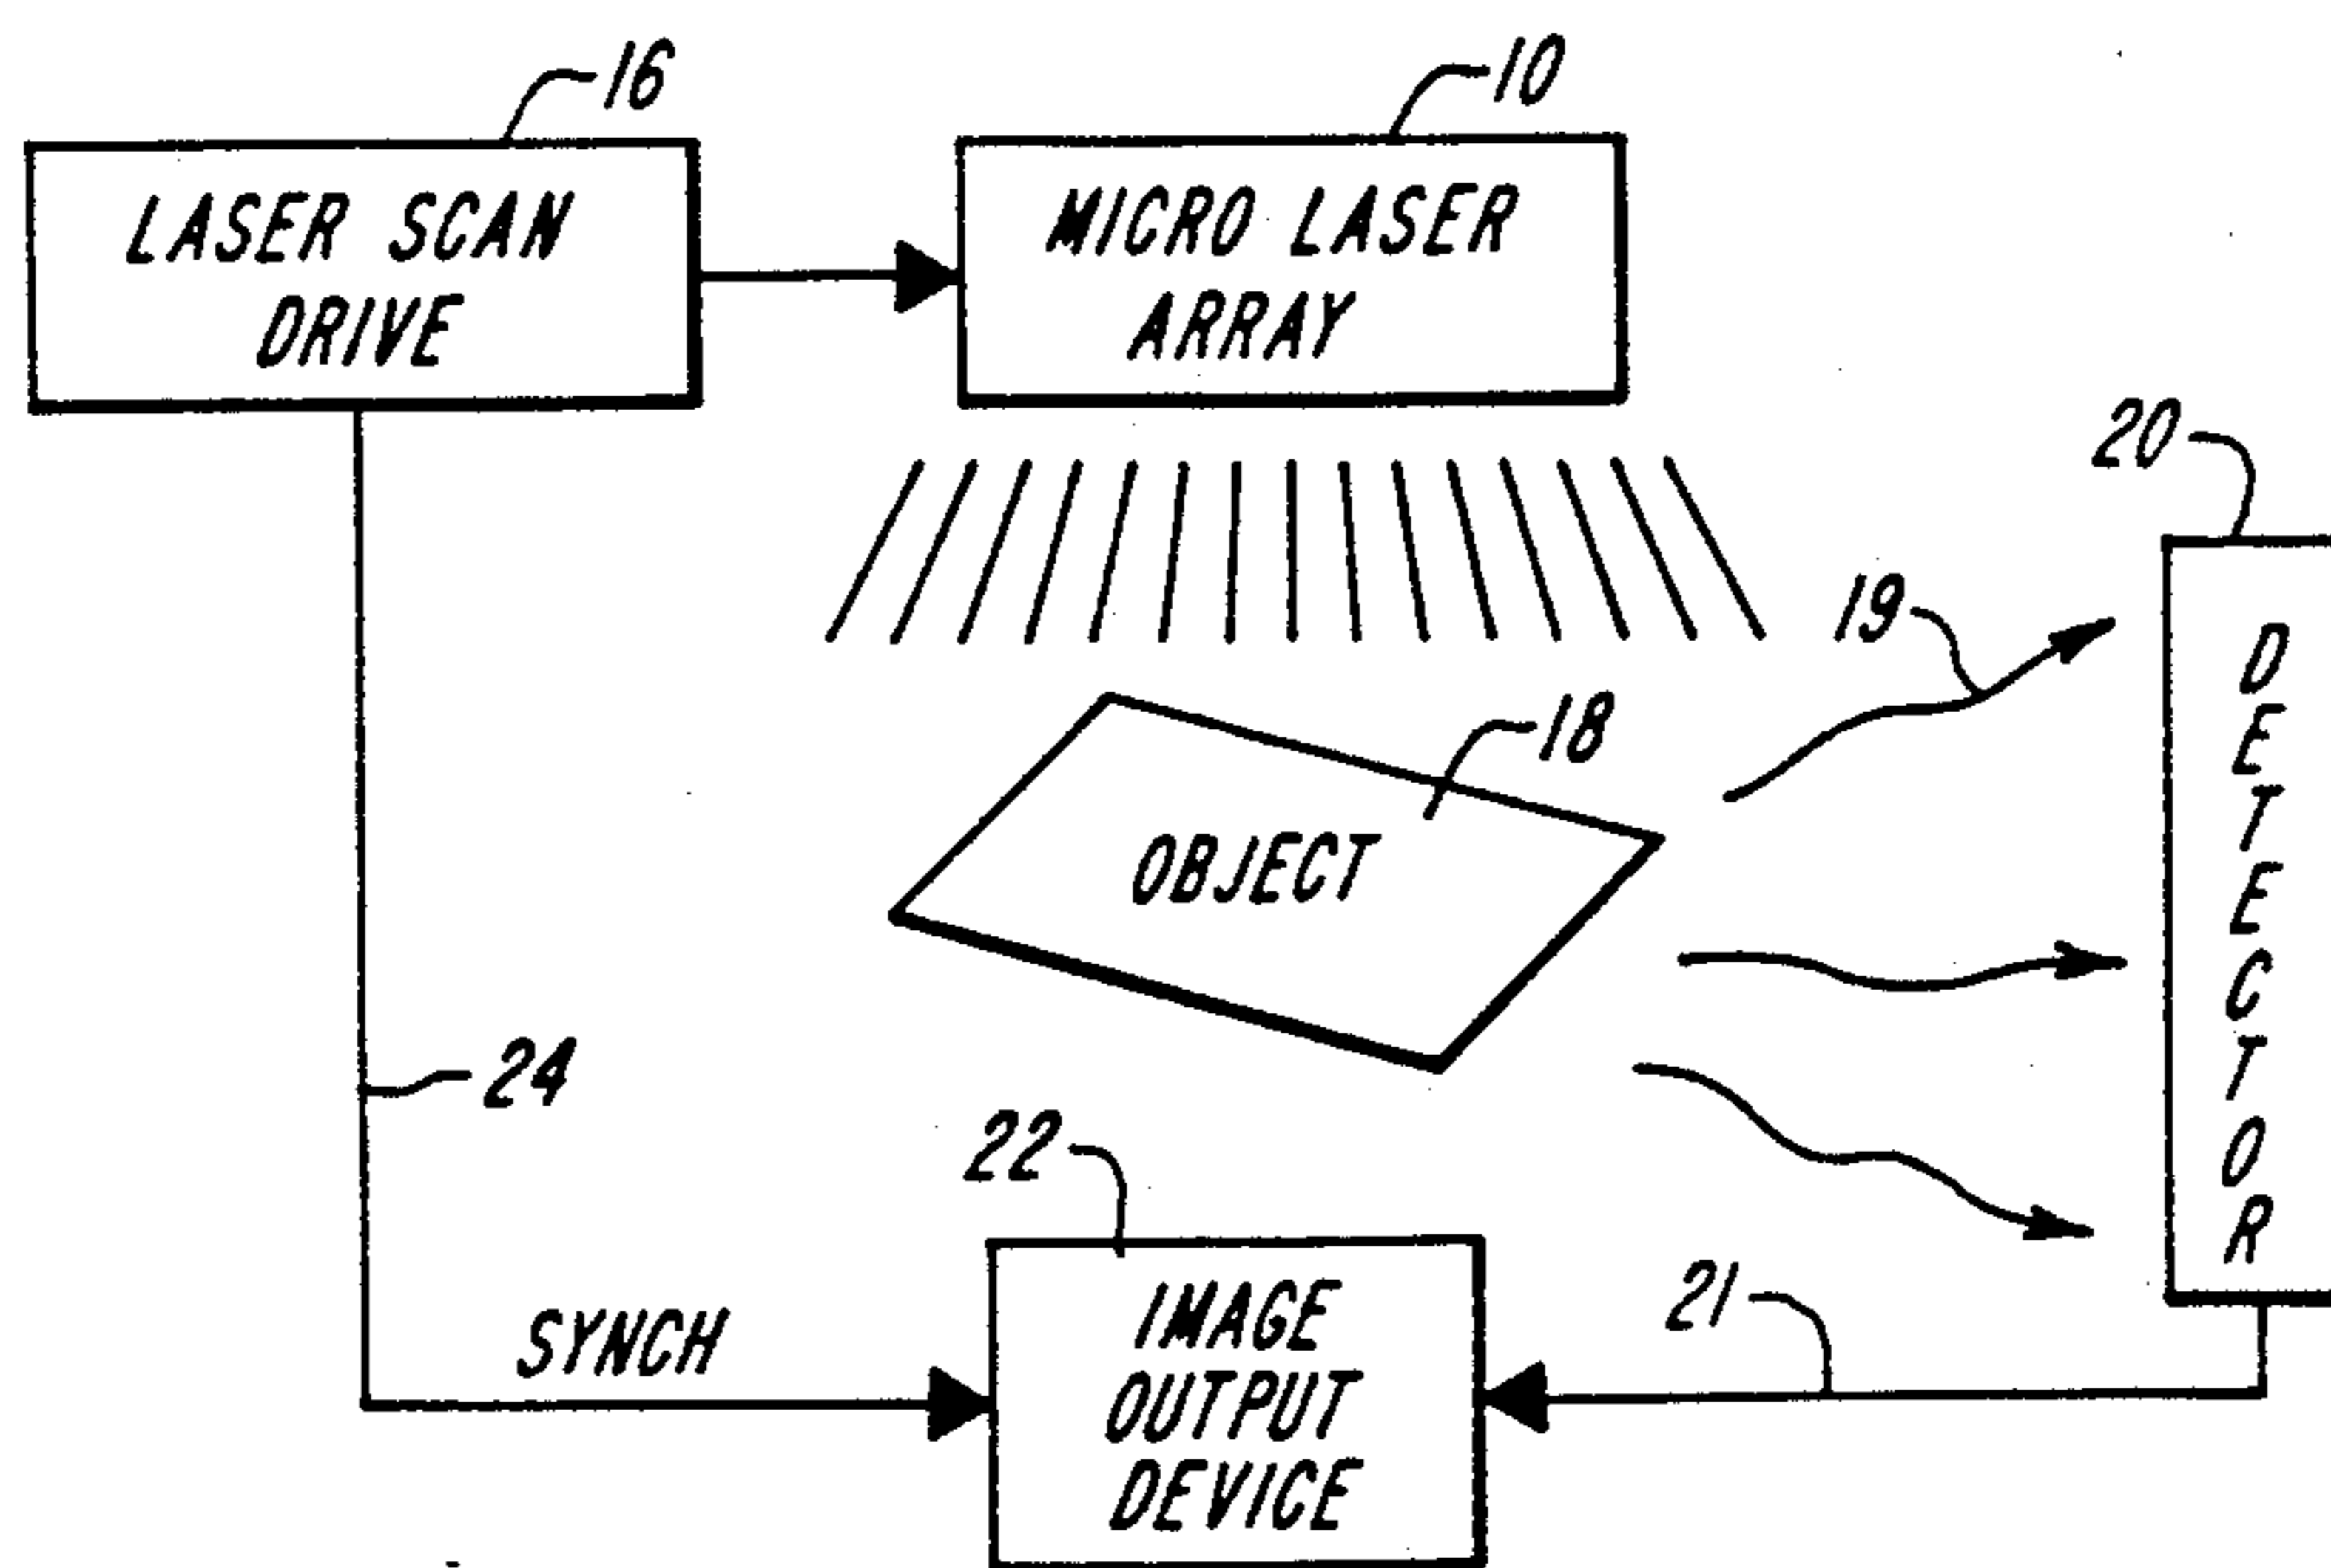 16
10
LASER SCAN
DRIVE
MICRO LASER
ARRAY
20
19
18
OBJECT
DETECTOR
24
22
21
SYNCH
IMAGE
OUTPUT
DEVICE